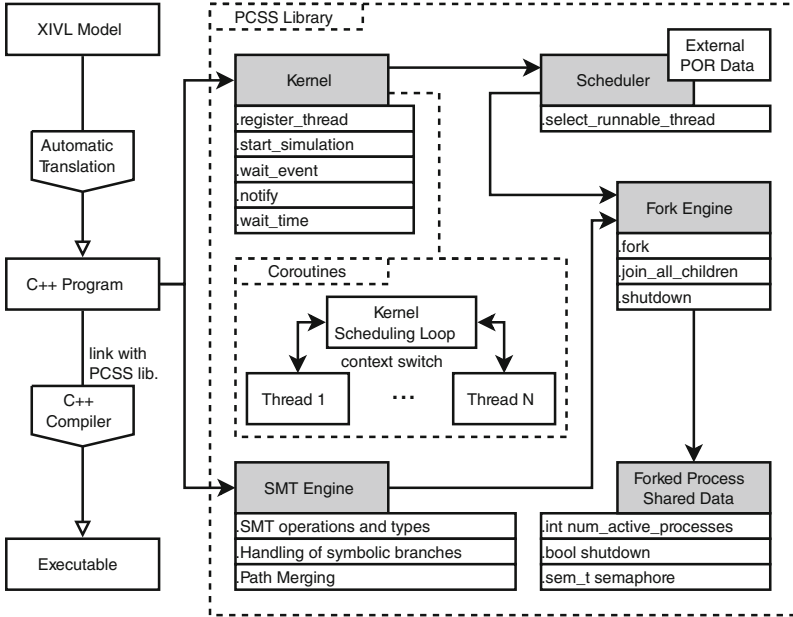 XIVL Model
Automatic
Translation
C++ Program
link with
PCSS lib.
C++
Compiler
Executable
PCSS Library
Kernel
.register_thread
.start_simulation
.wait_event
.notify
.wait_time
Scheduler
External
POR Data
.select_runnable_thread
Fork Engine
.fork
.join_all_children
.shutdown
Coroutines
Kernel
Scheduling Loop
context switch
Thread 1
...
Thread N
SMT Engine
.SMT operations and types
.Handling of symbolic branches
.Path Merging
Forked Process
Shared Data
.int num_active_processes
.bool shutdown
.sem_t semaphore